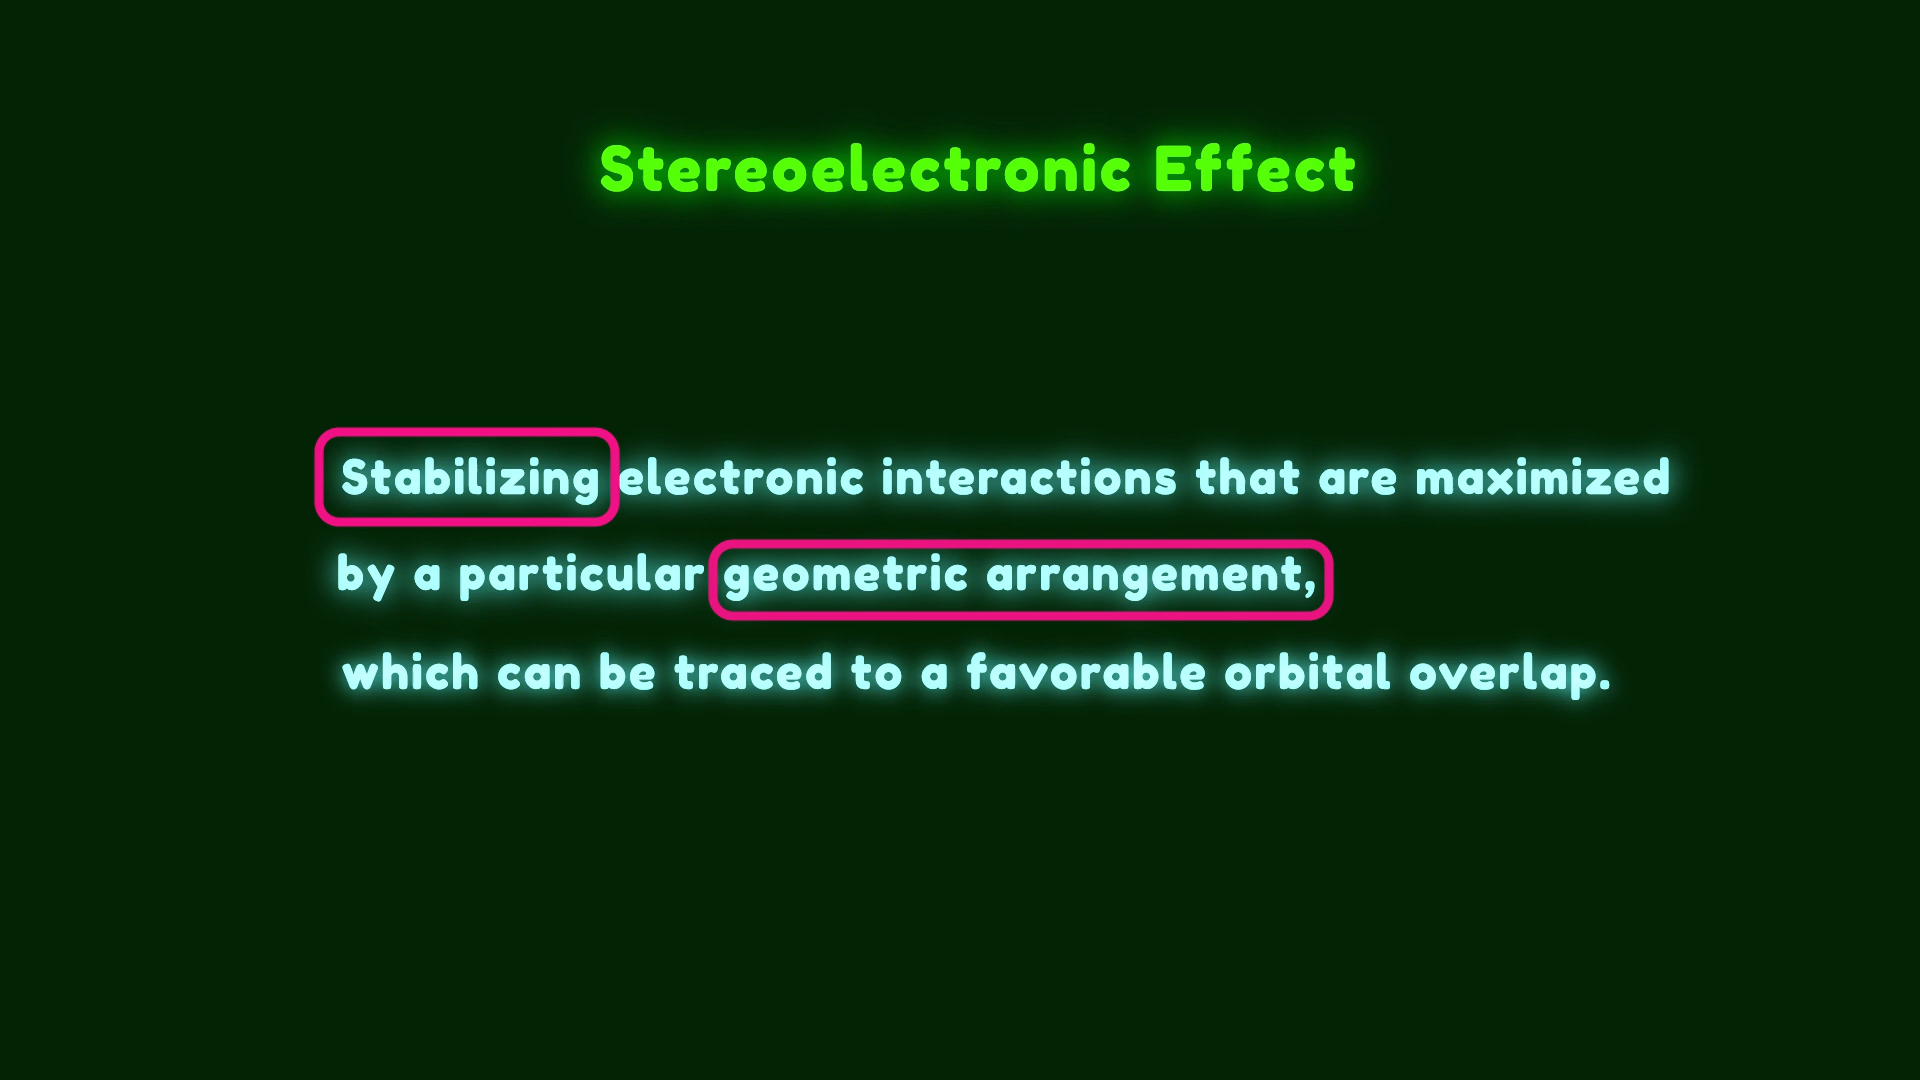 Stereoelectronic Effect
Stabilizing electronic interactions that are maximized
by a particular geometric arrangement,
which can be traced to a favorable orbital overlap.